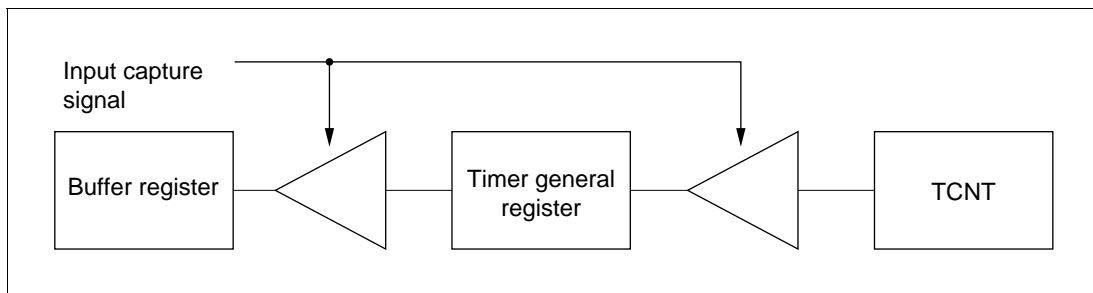 Input capture
signal
Buffer register
Timer general
register
TCNT